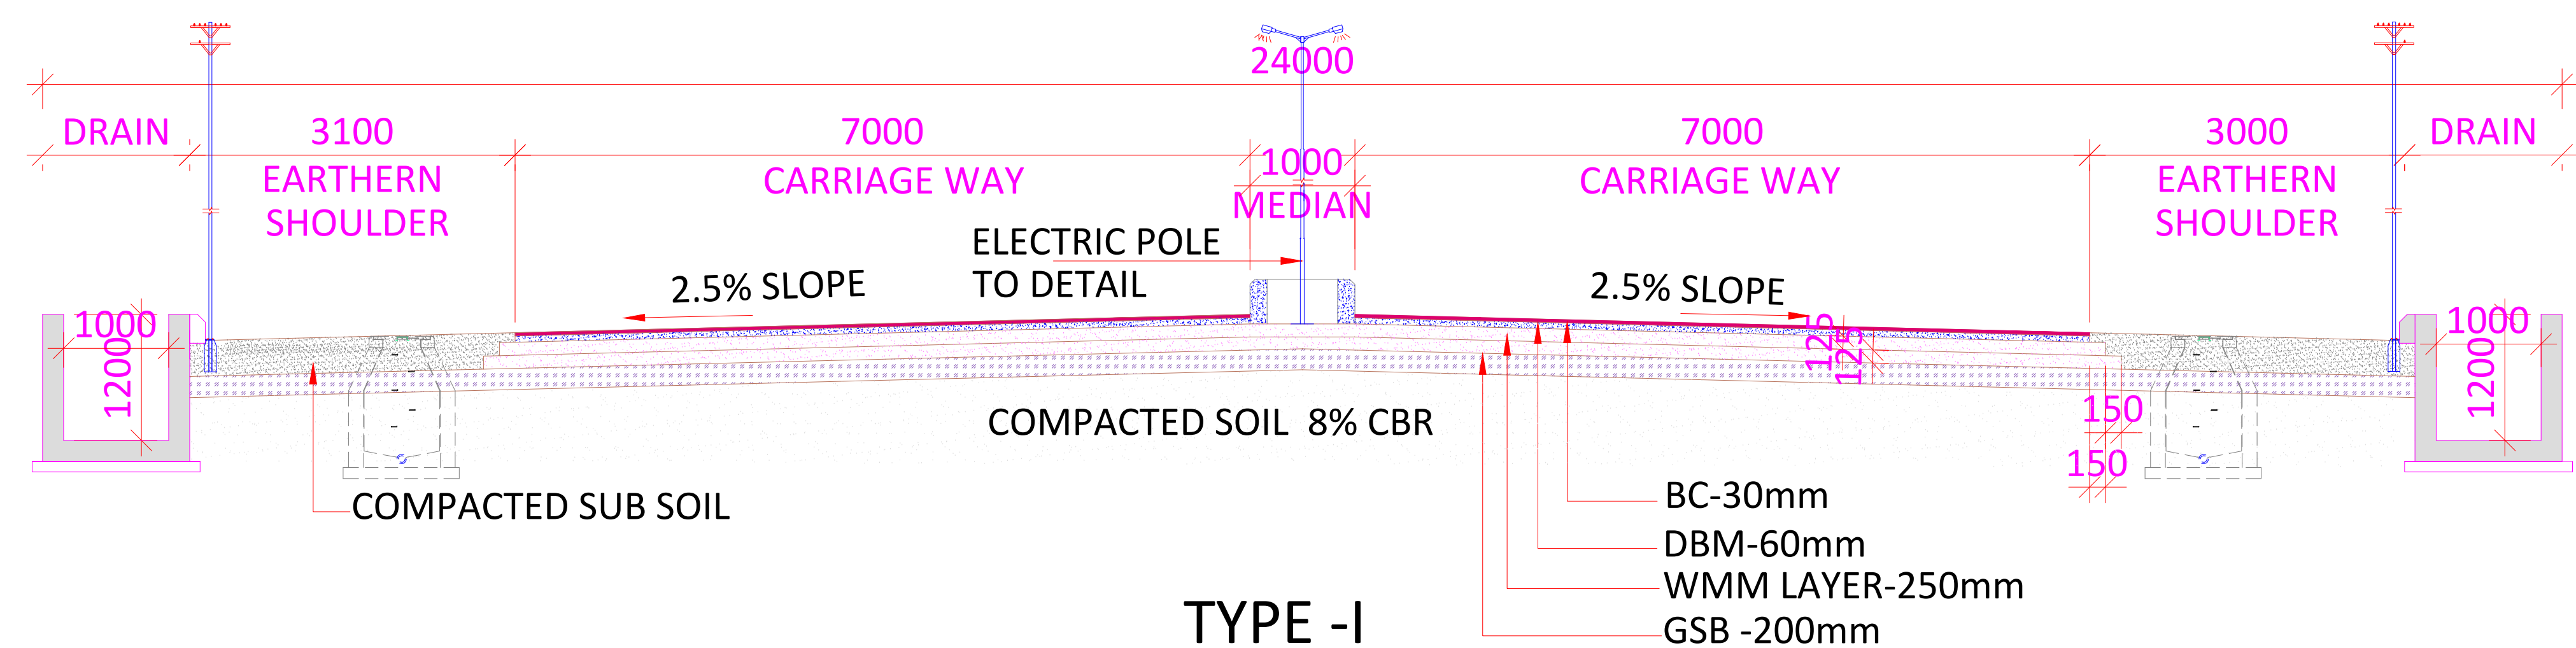 24000
DRAIN
3100
7000
7000
3000
DRAIN
EARTHERN
SHOULDER
CARRIAGE WAY
1000
MEDIAN
CARRIAGE WAY
EARTHERN
SHOULDER
ELECTRIC POLE
TO DETAIL
2.5% SLOPE
2.5% SLOPE
1000
1200
125
125
1000
1200
COMPACTED SOIL 8% CBR
150
150
COMPACTED SUB SOIL
BC-30mm
DBM-60mm
WMM LAYER-250mm
GSB -200mm
TYPE -I